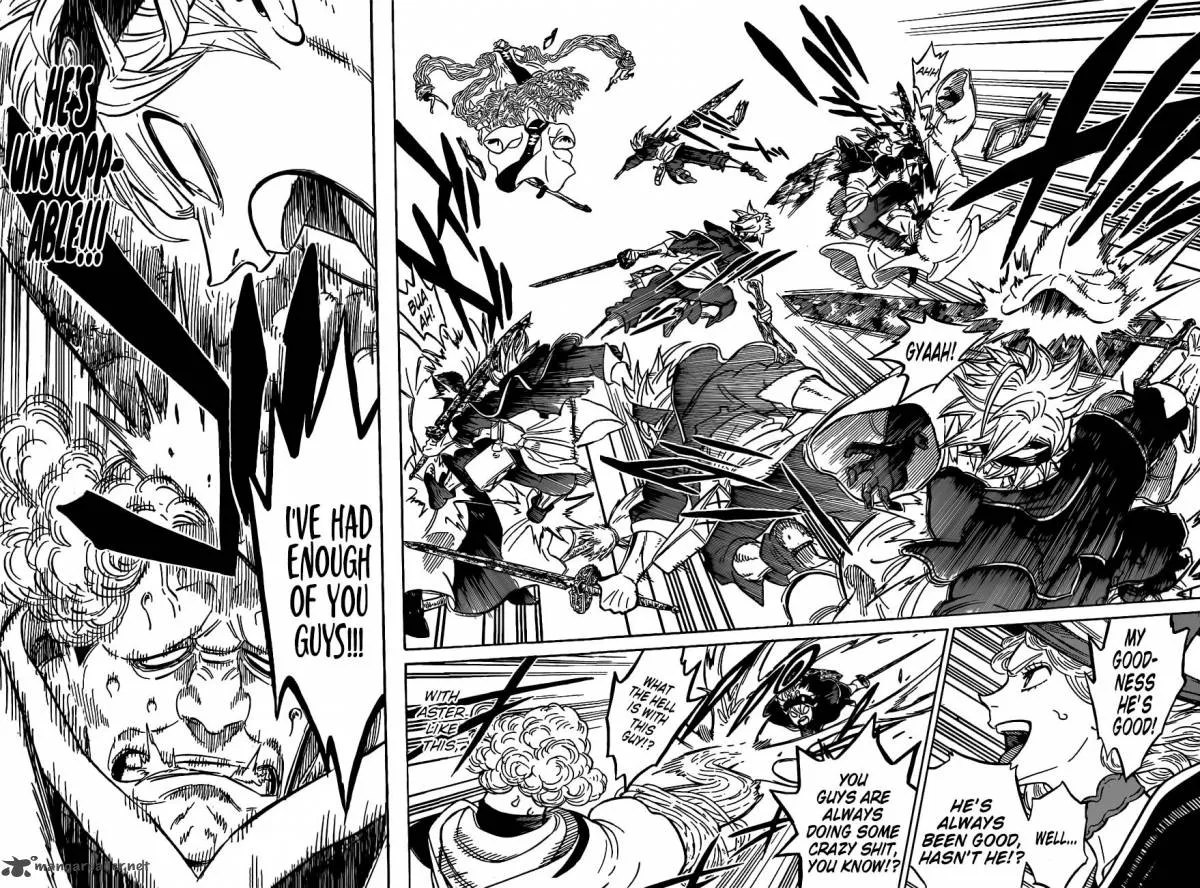 AHH
GYAAH!
BUA
AH!
MY
GOOD-
NESS
HE'S
GOOD!
WELL...
HE'S
ALWAYS
BEEN GOOD,
HASN'T HE!?
WHAT
THE HELL
IS WITH
THIS
GUY!?
YOU
GUYS ARE
ALWAYS
DOING SOME
CRAZY SHIT,
YOU KNOW!?
WITH
ASTER
LIKE
THIS,
HE'S
UNSTOPP-
ABLE!!!
I'VE HAD
ENOUGH
OF YOU
GUYS!!!
mangareader.net